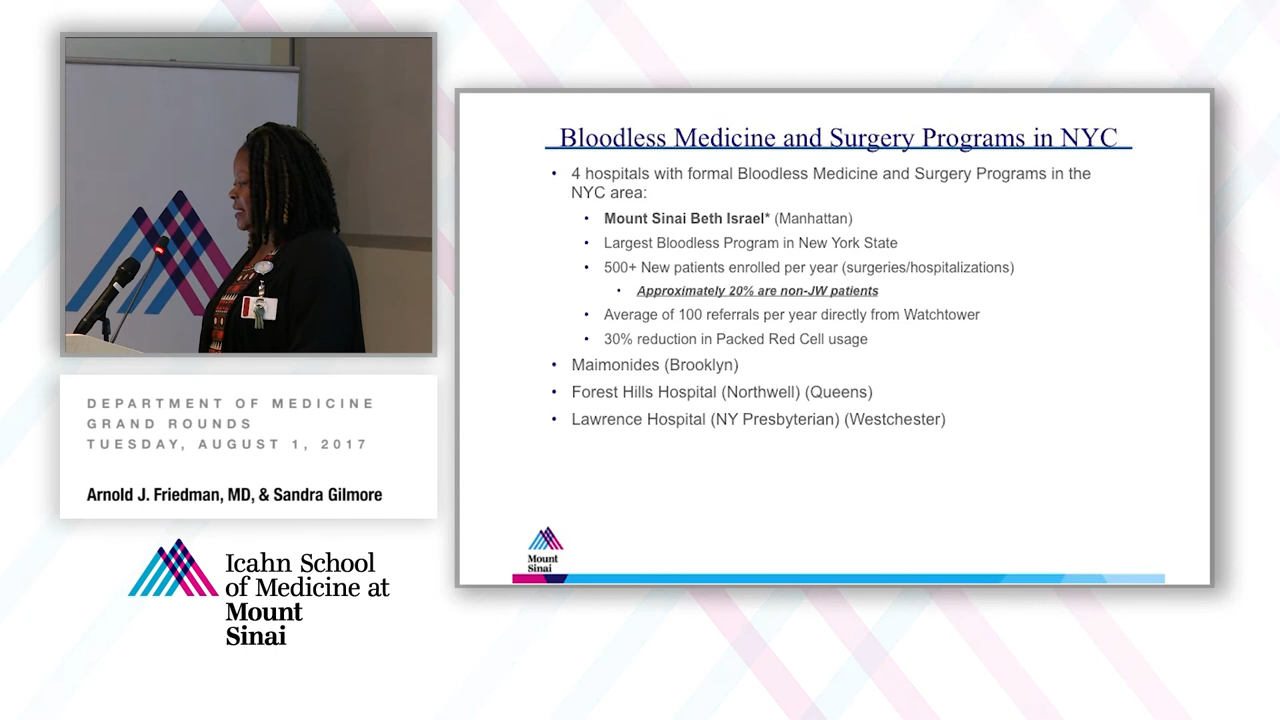 Bloodless Medicine and Surgery Programs in NYC
• 4 hospitals with formal Bloodless Medicine and Surgery Programs in the
NYC area:
• Mount Sinai Beth Israel* (Manhattan)
• Largest Bloodless Program in New York State
• 500+ New patients enrolled per year (surgeries/hospitalizations)
• Approximately 20% are non-JW patients
• Average of 100 referrals per year directly from Watchtower
• 30% reduction in Packed Red Cell usage
• Maimonides (Brooklyn)
• Forest Hills Hospital (Northwell) (Queens)
• Lawrence Hospital (NY Presbyterian) (Westchester)
Mount
Sinai
DEPARTMENT OF MEDICINE
GRAND ROUNDS
TUESDAY, AUGUST 1, 2017
Arnold J. Friedman, MD, & Sandra Gilmore
Icahn School
of Medicine at
Mount
Sinai